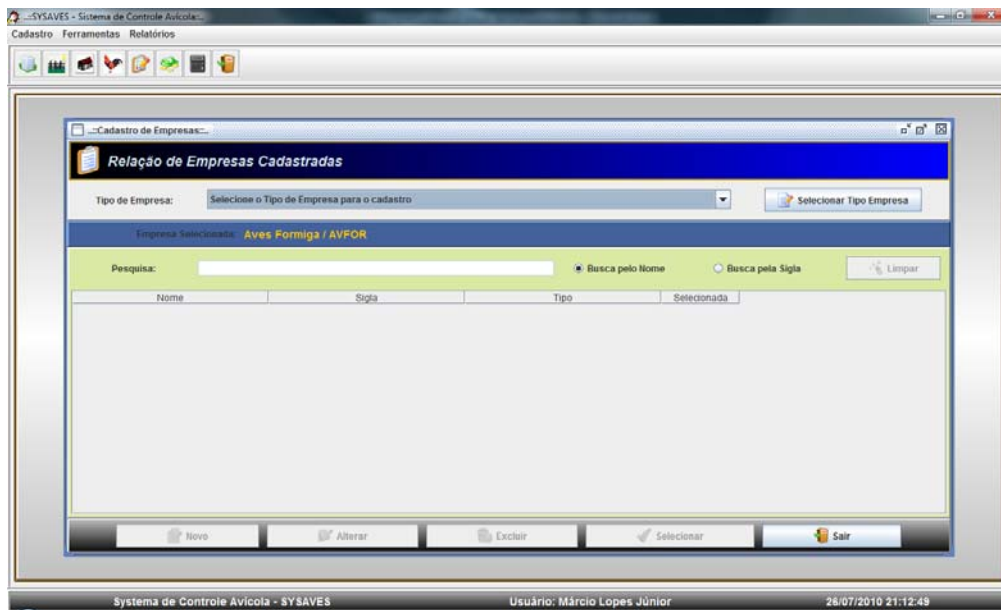 ..::SYSAVES - Sistema de Controle Avícola::..
Cadastro Ferramentas Relatórios
..::Cadastro de Empresas::..
Relação de Empresas Cadastradas
Tipo de Empresa: Selecione o Tipo de Empresa para o cadastro Selecionar Tipo Empresa
Empresa Selecionada: Aves Formiga / AVFOR
Pesquisa: Busca pelo Nome Busca pela Sigla Limpar
Nome Sigla Tipo Selecionada
Novo Alterar Excluir Selecionar Sair
Systema de Controle Avícola - SYSAVES Usuário: Márcio Lopes Júnior 26/07/2010 21:12:49